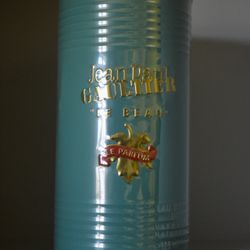 Jean Paul
GAULTIER
"LE BEAU"
LE PARFUM